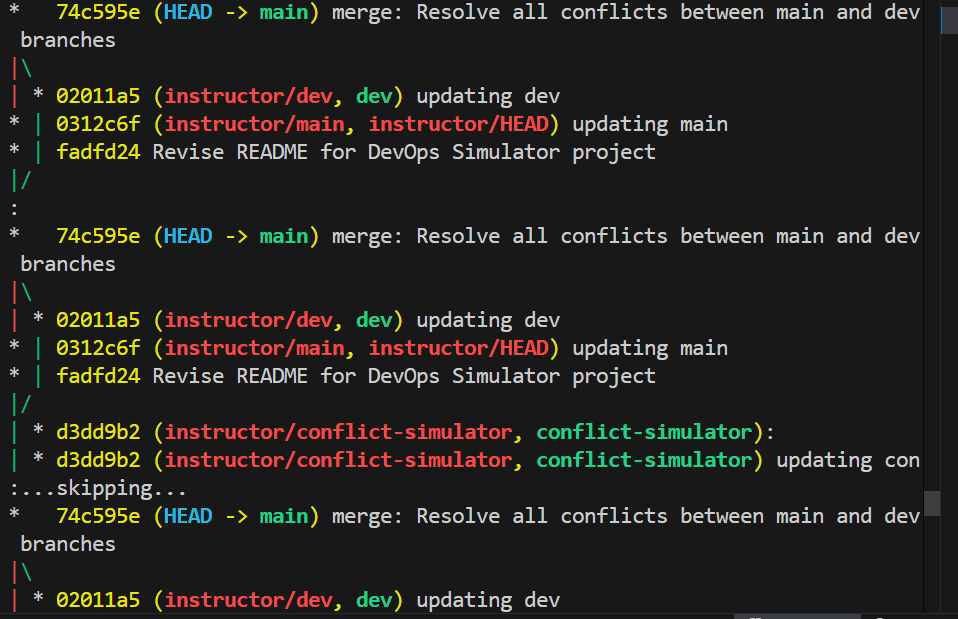 *   74c595e (HEAD -> main) merge: Resolve all conflicts between main and dev
 branches
|\
| * 02011a5 (instructor/dev, dev) updating dev
* | 0312c6f (instructor/main, instructor/HEAD) updating main
* | fadfd24 Revise README for DevOps Simulator project
|/
:
*   74c595e (HEAD -> main) merge: Resolve all conflicts between main and dev
 branches
|\
| * 02011a5 (instructor/dev, dev) updating dev
* | 0312c6f (instructor/main, instructor/HEAD) updating main
* | fadfd24 Revise README for DevOps Simulator project
|/
| * d3dd9b2 (instructor/conflict-simulator, conflict-simulator):
| * d3dd9b2 (instructor/conflict-simulator, conflict-simulator) updating con
:...skipping...
*   74c595e (HEAD -> main) merge: Resolve all conflicts between main and dev
 branches
|\
| * 02011a5 (instructor/dev, dev) updating dev